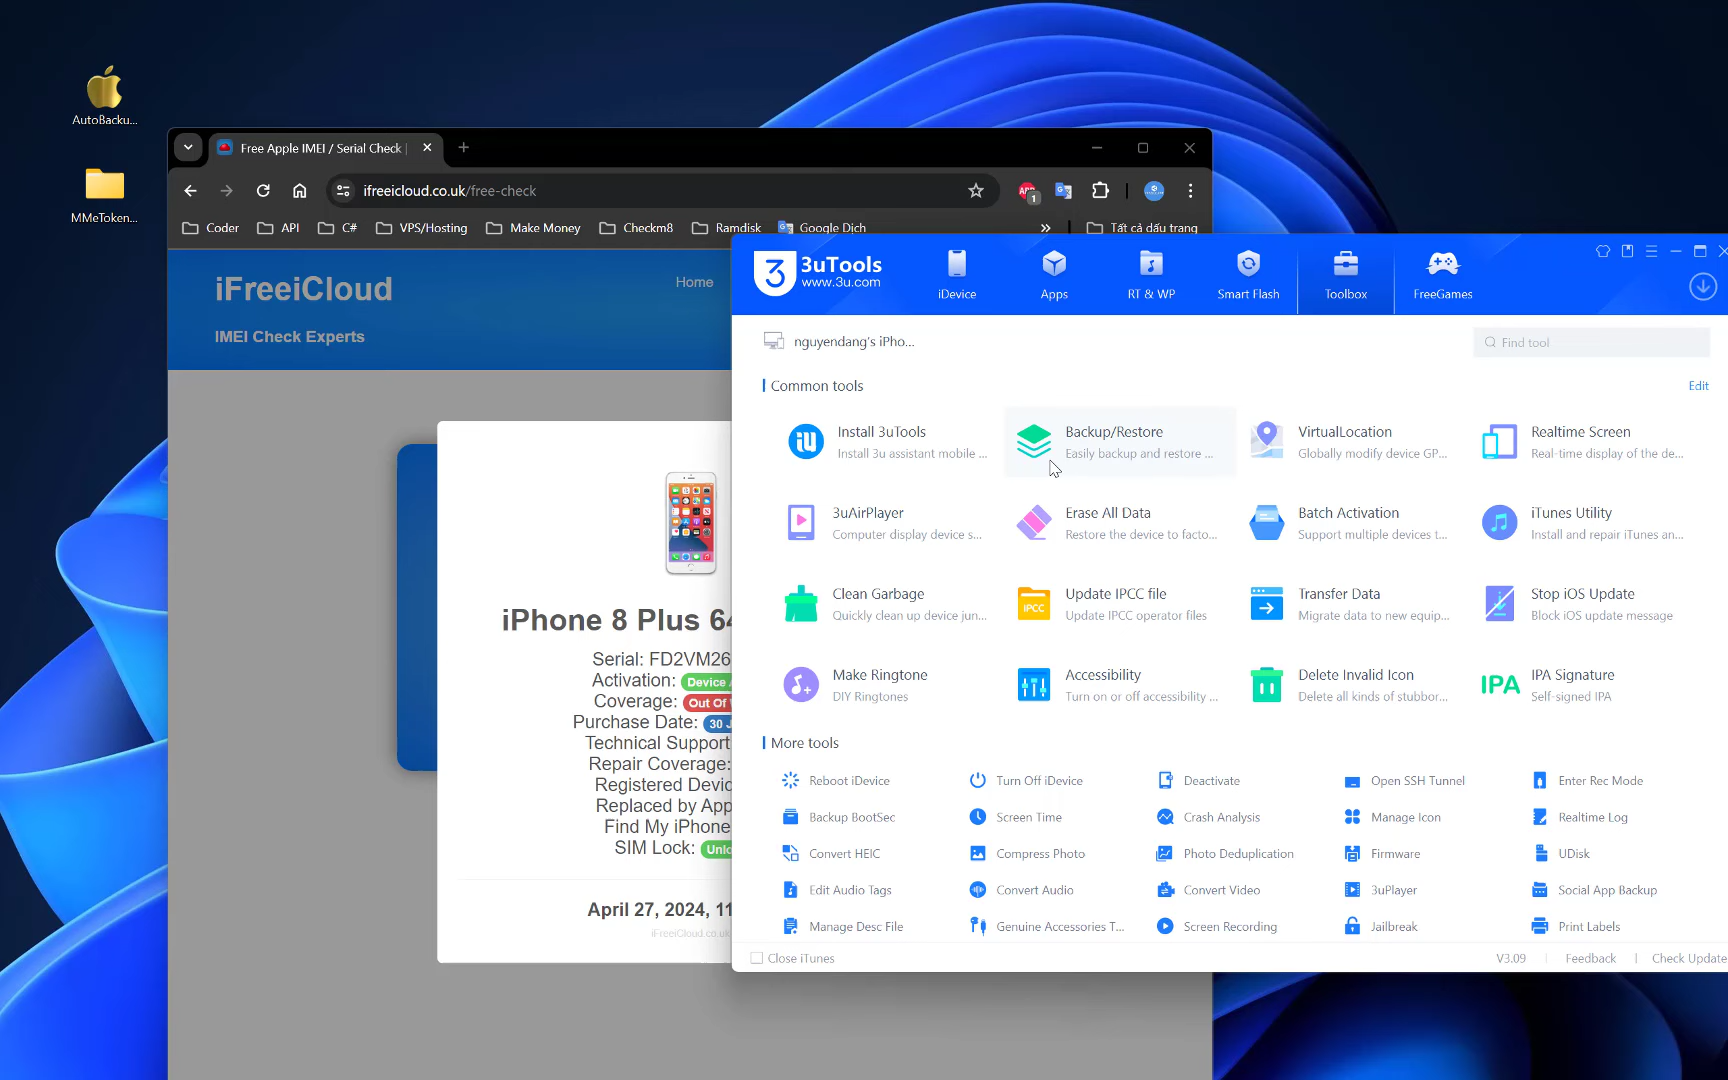 AutoBacku...
MMeToken...
Free Apple IMEI / Serial Check |
ifreeicloud.co.uk/free-check
1
Coder
API
C#
VPS/Hosting
Make Money
Checkm8
Ramdisk
Google Dịch
»
Tất cả dấu trang
iFreeiCloud
IMEI Check Experts
Home
iPhone 8 Plus 64
Serial: FD2VM26
Activation: Device
Coverage: Out Of
Purchase Date: 30 J
Technical Support
Repair Coverage:
Registered Devic
Replaced by App
Find My iPhone
SIM Lock: Unlo
April 27, 2024, 11
iFreeiCloud.co.uk
3
3uTools
www.3u.com
iDevice
Apps
RT & WP
Smart Flash
Toolbox
FreeGames
nguyendang's iPho...
Find tool
Common tools
Edit
Install 3uTools
Install 3u assistant mobile ...
Backup/Restore
Easily backup and restore ...
VirtualLocation
Globally modify device GP...
Realtime Screen
Real-time display of the de...
3uAirPlayer
Computer display device s...
Erase All Data
Restore the device to facto...
Batch Activation
Support multiple devices t...
iTunes Utility
Install and repair iTunes an...
Clean Garbage
Quickly clean up device jun...
IPCC
Update IPCC file
Update IPCC operator files
Transfer Data
Migrate data to new equip...
Stop iOS Update
Block iOS update message
Make Ringtone
DIY Ringtones
Accessibility
Turn on or off accessibility ...
Delete Invalid Icon
Delete all kinds of stubbor...
IPA
IPA Signature
Self-signed IPA
More tools
Reboot iDevice
Turn Off iDevice
Deactivate
Open SSH Tunnel
Enter Rec Mode
Backup BootSec
Screen Time
Crash Analysis
Manage Icon
Realtime Log
Convert HEIC
Compress Photo
Photo Deduplication
Firmware
UDisk
Edit Audio Tags
Convert Audio
Convert Video
3uPlayer
Social App Backup
Manage Desc File
Genuine Accessories T...
Screen Recording
Jailbreak
Print Labels
Close iTunes
V3.09
Feedback
Check Update